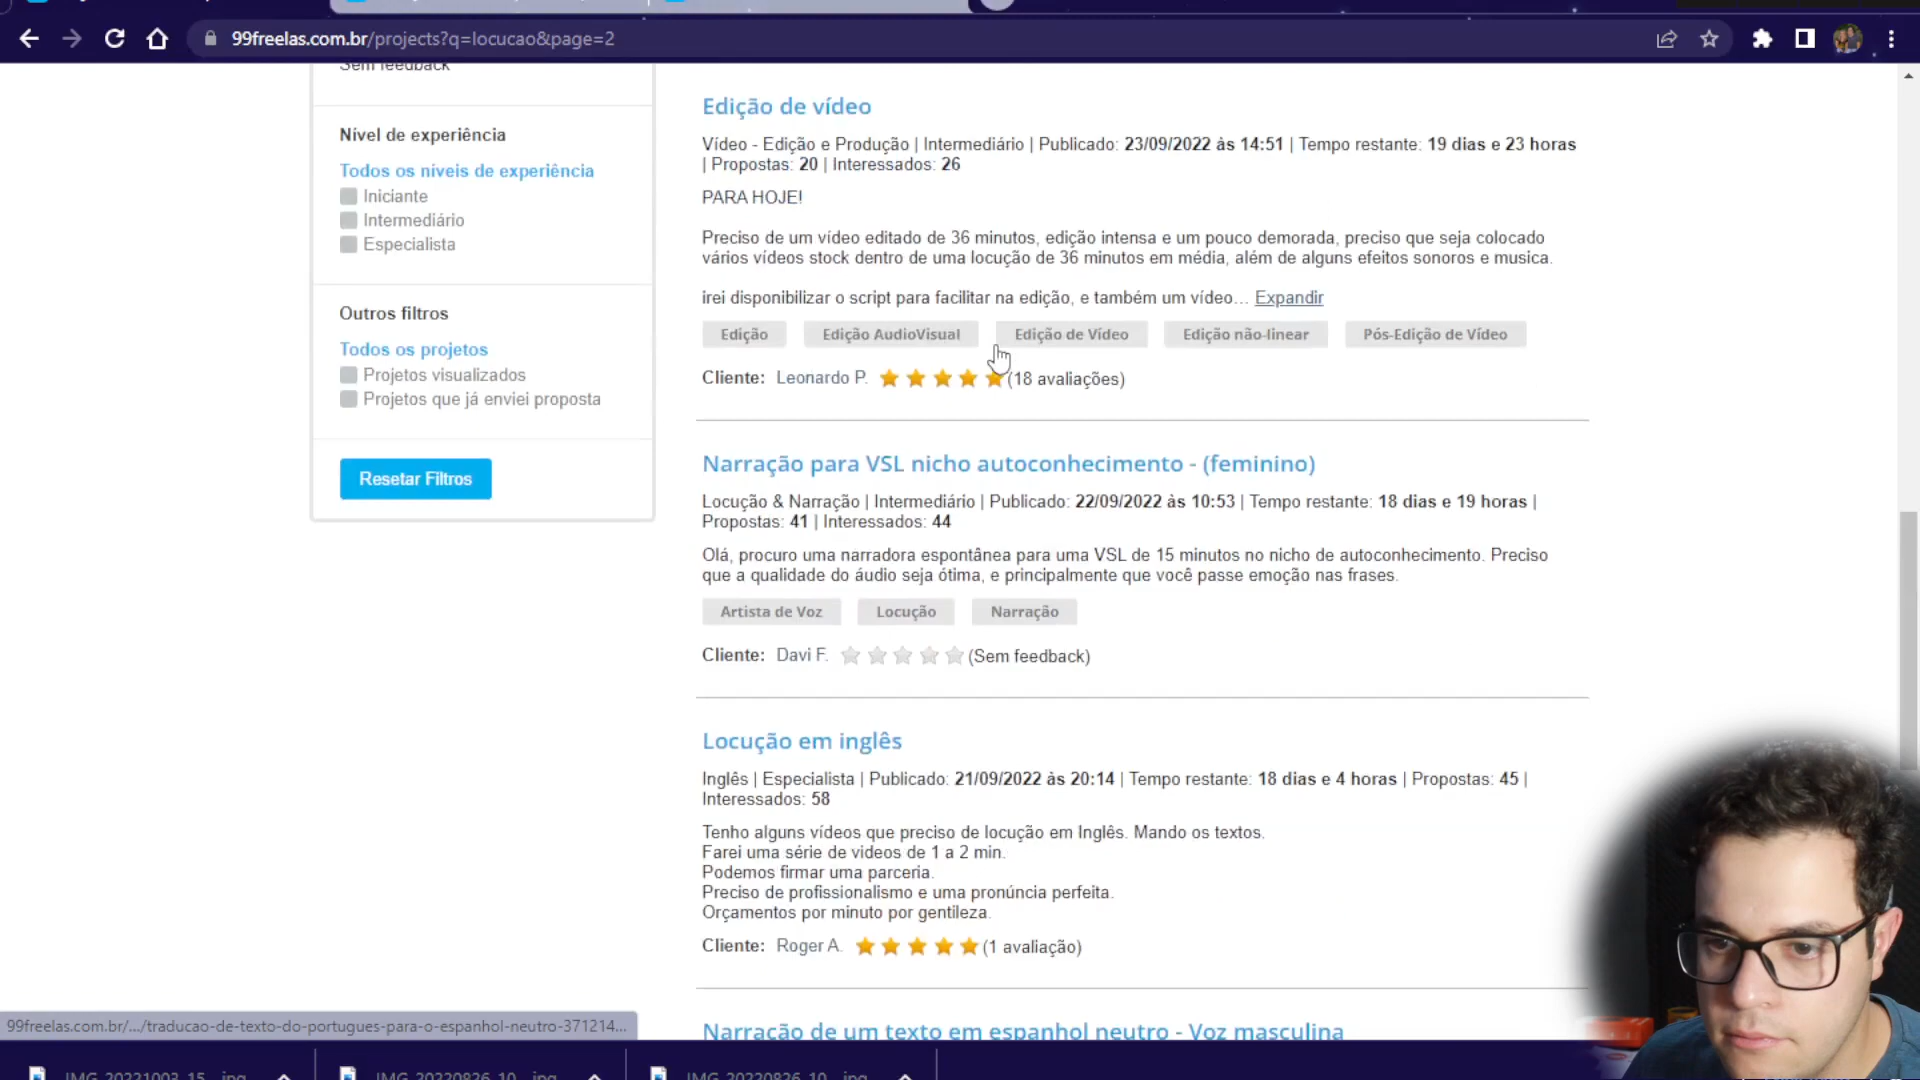 99freelas.com.br/projects?q=locucao&page=2
Sem feedback
Nível de experiência
Todos os níveis de experiência
Iniciante
Intermediário
Especialista
Outros filtros
Todos os projetos
Projetos visualizados
Projetos que já enviei proposta
Resetar Filtros
Edição de vídeo
Vídeo - Edição e Produção | Intermediário | Publicado: 23/09/2022 às 14:51 | Tempo restante: 19 dias e 23 horas
| Propostas: 20 | Interessados: 26
PARA HOJE!
Preciso de um vídeo editado de 36 minutos, edição intensa e um pouco demorada, preciso que seja colocado
vários vídeos stock dentro de uma locução de 36 minutos em média, além de alguns efeitos sonoros e musica.
irei disponibilizar o script para facilitar na edição, e também um vídeo... Expandir
Edição Edição AudioVisual Edição de Vídeo Edição não-linear Pós-Edição de Vídeo
Cliente: Leonardo P. (18 avaliações)
Narração para VSL nicho autoconhecimento - (feminino)
Locução & Narração | Intermediário | Publicado: 22/09/2022 às 10:53 | Tempo restante: 18 dias e 19 horas |
Propostas: 41 | Interessados: 44
Olá, procuro uma narradora espontânea para uma VSL de 15 minutos no nicho de autoconhecimento. Preciso
que a qualidade do áudio seja ótima, e principalmente que você passe emoção nas frases.
Artista de Voz Locução Narração
Cliente: Davi F. (Sem feedback)
Locução em inglês
Inglês | Especialista | Publicado: 21/09/2022 às 20:14 | Tempo restante: 18 dias e 4 horas | Propostas: 45 |
Interessados: 58
Tenho alguns vídeos que preciso de locução em Inglês. Mando os textos.
Farei uma série de videos de 1 a 2 min.
Podemos firmar uma parceria.
Preciso de profissionalismo e uma pronúncia perfeita.
Orçamentos por minuto por gentileza.
Cliente: Roger A. (1 avaliação)
Narração de um texto em espanhol neutro - Voz masculina
99freelas.com.br/.../traducao-de-texto-do-portugues-para-o-espanhol-neutro-371214...
IMG_20221003_15....jpg IMG_20220826_10....jpg IMG_20220826_10....jpg